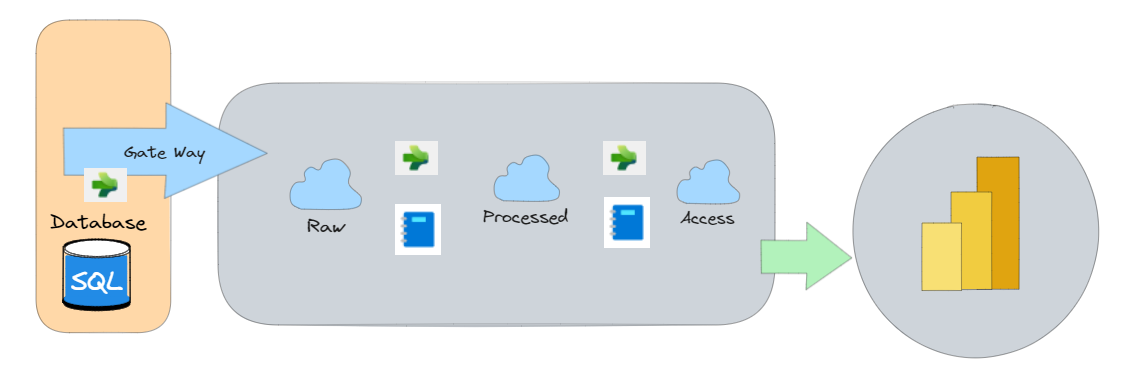 Gate Way
Database
SQL
Raw
Processed
Access